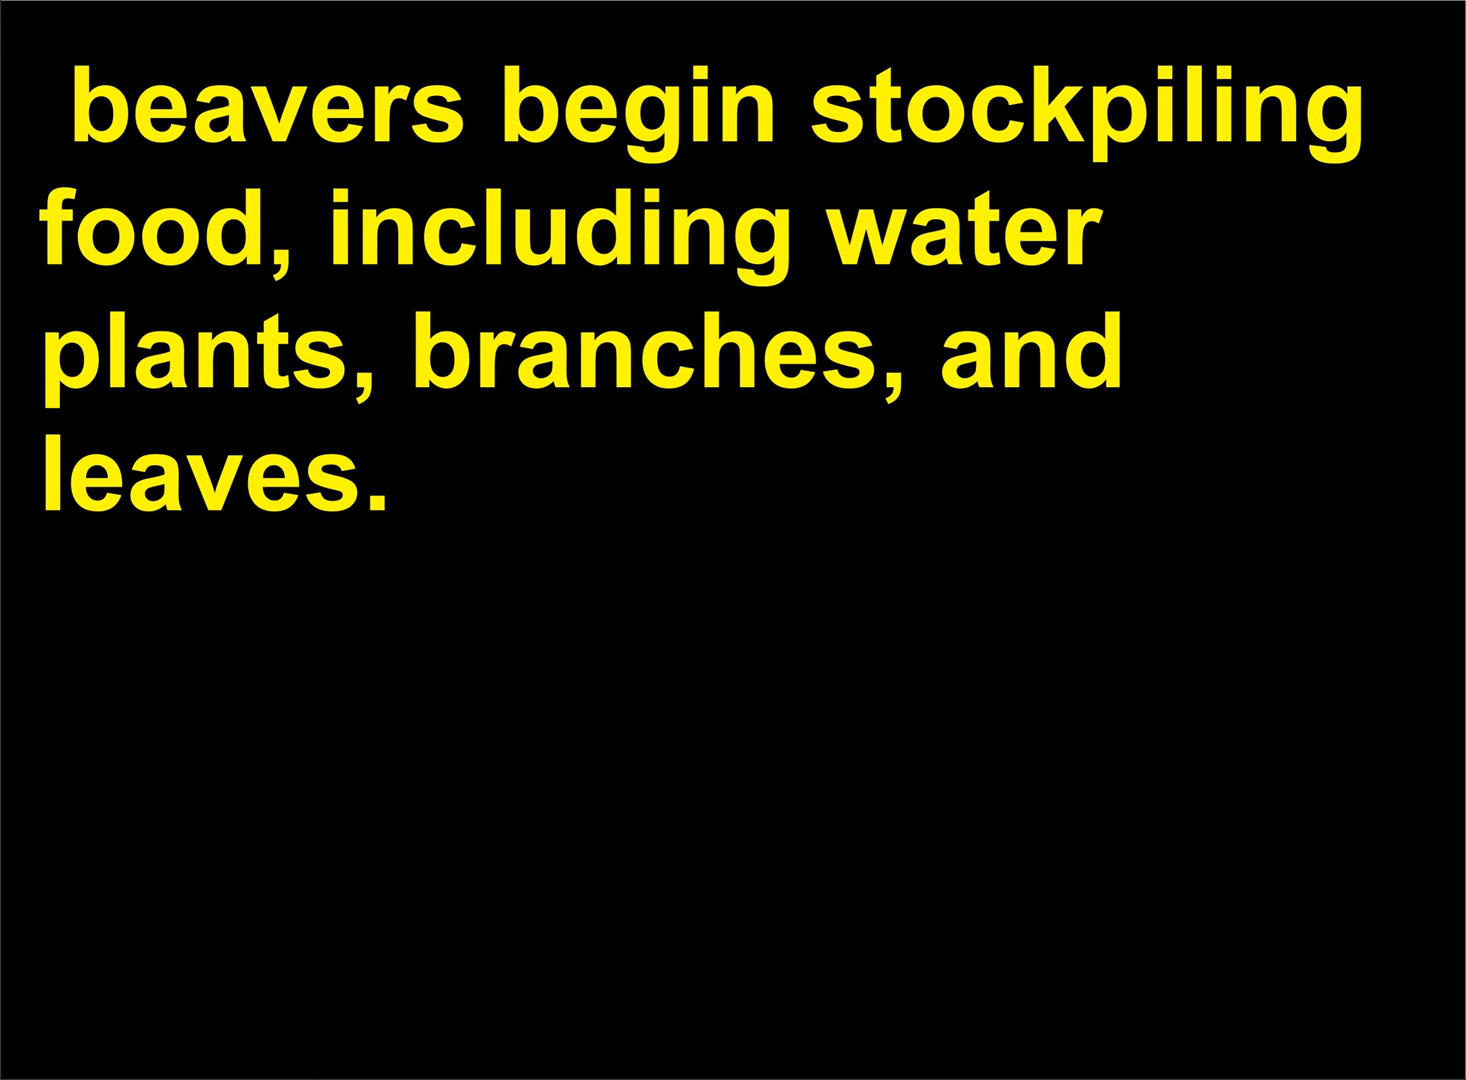 beavers begin stockpiling
food, including water
plants, branches, and
leaves.